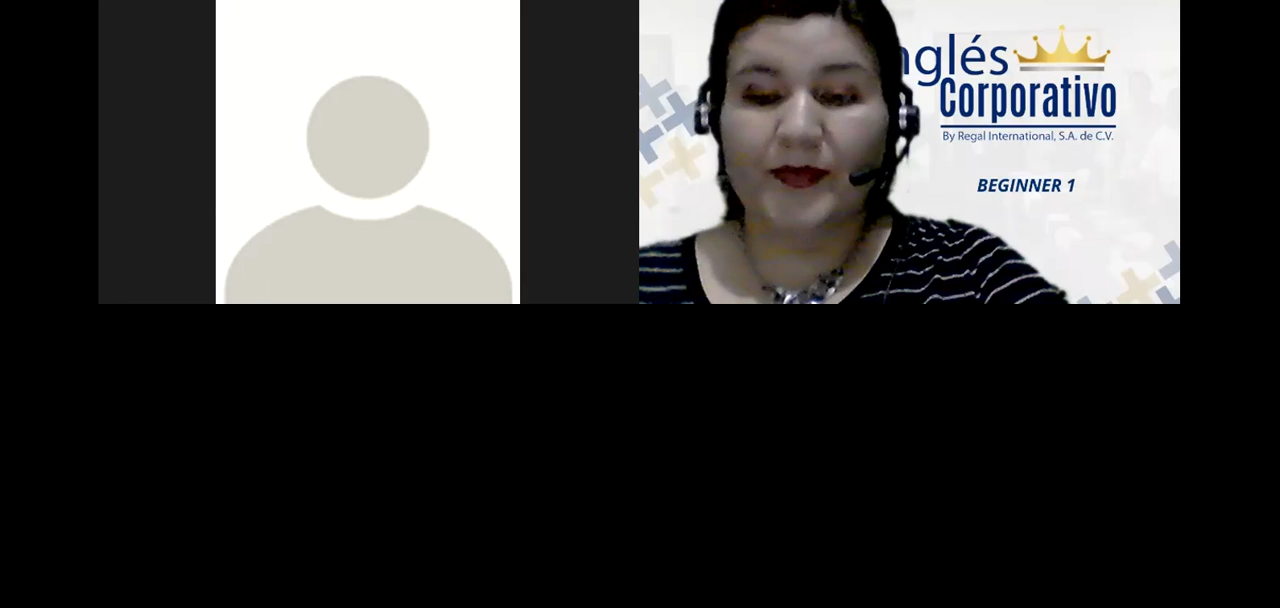 nglés
Corporativo
By Regal International, S.A. de C.V.
BEGINNER 1